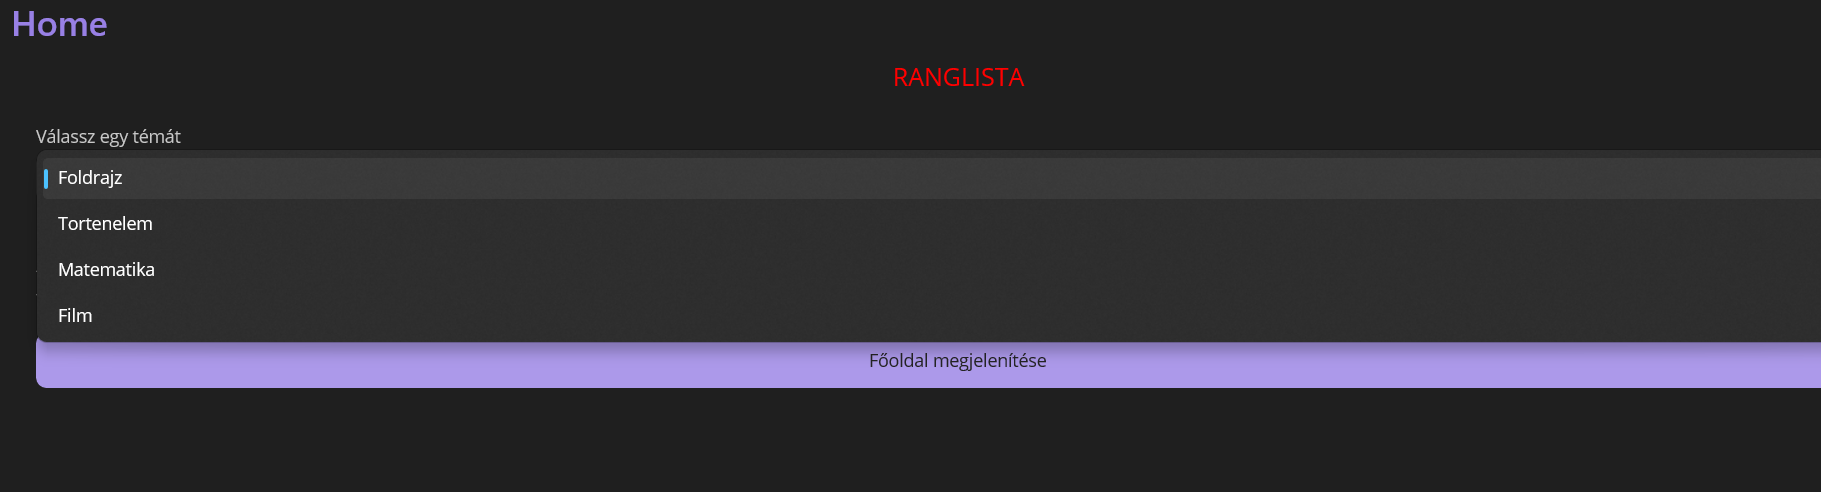 Home
RANGLISTA
Válassz egy témát
Foldrajz
Tortenelem
Matematika
Film
Főoldal megjelenítése